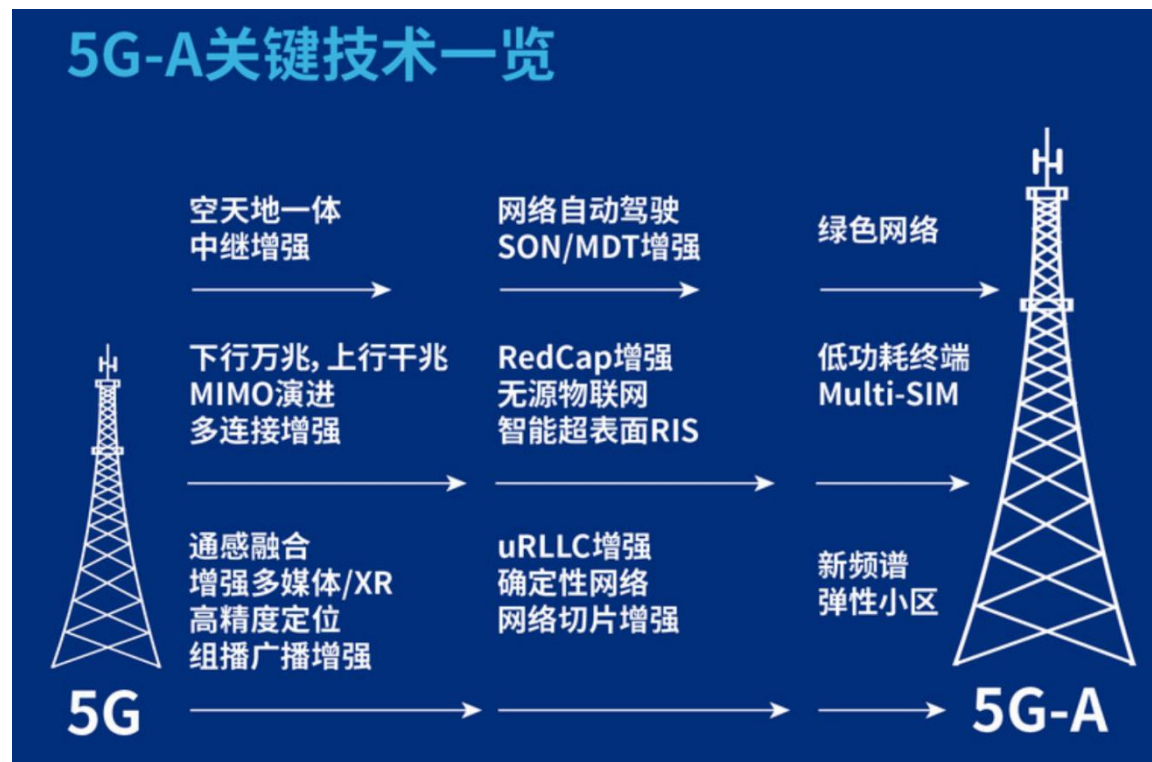 5G-A关键技术一览
空天地一体
中继增强
网络自动驾驶
SON/MDT增强
绿色网络
下行万兆, 上行干兆
MIMO演进
多连接增强
RedCap增强
无源物联网
智能超表面RIS
低功耗终端
Multi-SIM
通感融合
增强多媒体/XR
高精度定位
组播广播增强
uRLLC增强
确定性网络
网络切片增强
新频谱
弹性小区
5G
5G-A